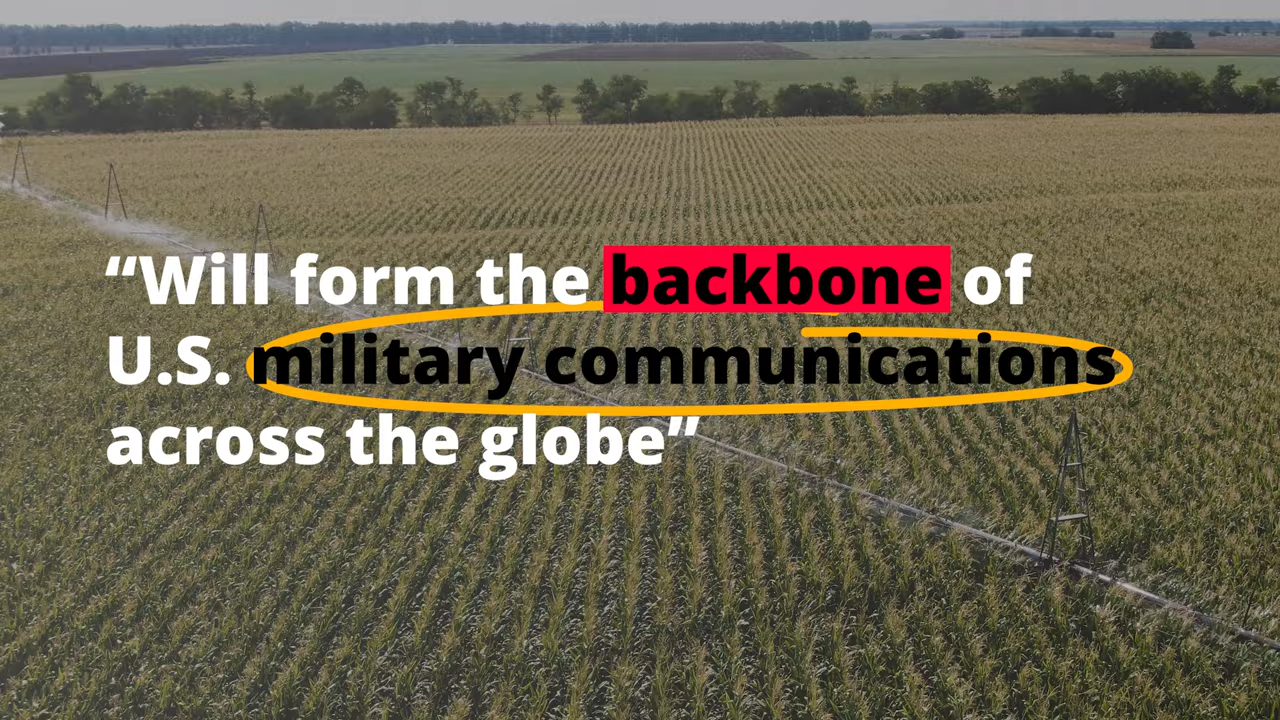 “Will form the backbone of
U.S. military communications
across the globe”